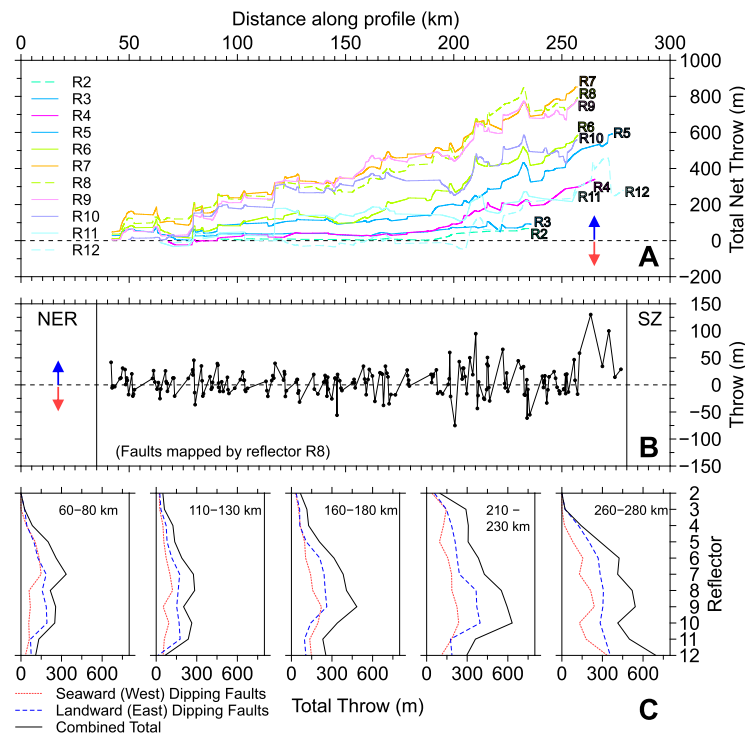 Distance along profile (km)
0 50 100 150 200 250 300
1000
800
600
400
200
0
−200
Total Net Throw (m)
R2
R3
R4
R5
R6
R7
R8
R9
R10
R11
R12
R7
R8
R9
R6
R10
R5
R4
R11
R12
R3
R2
A
NER
SZ
150
100
50
0
−50
−100
−150
Throw (m)
(Faults mapped by reflector R8)
B
60−80 km
110−130 km
160−180 km
210 −
230 km
260−280 km
2
3
4
5
6
7
8
9
10
11
12
Reflector
0 300 600 0 300 600 0 300 600 0 300 600 0 300 600
Seaward (West) Dipping Faults
Landward (East) Dipping Faults
Combined Total
Total Throw (m)
C